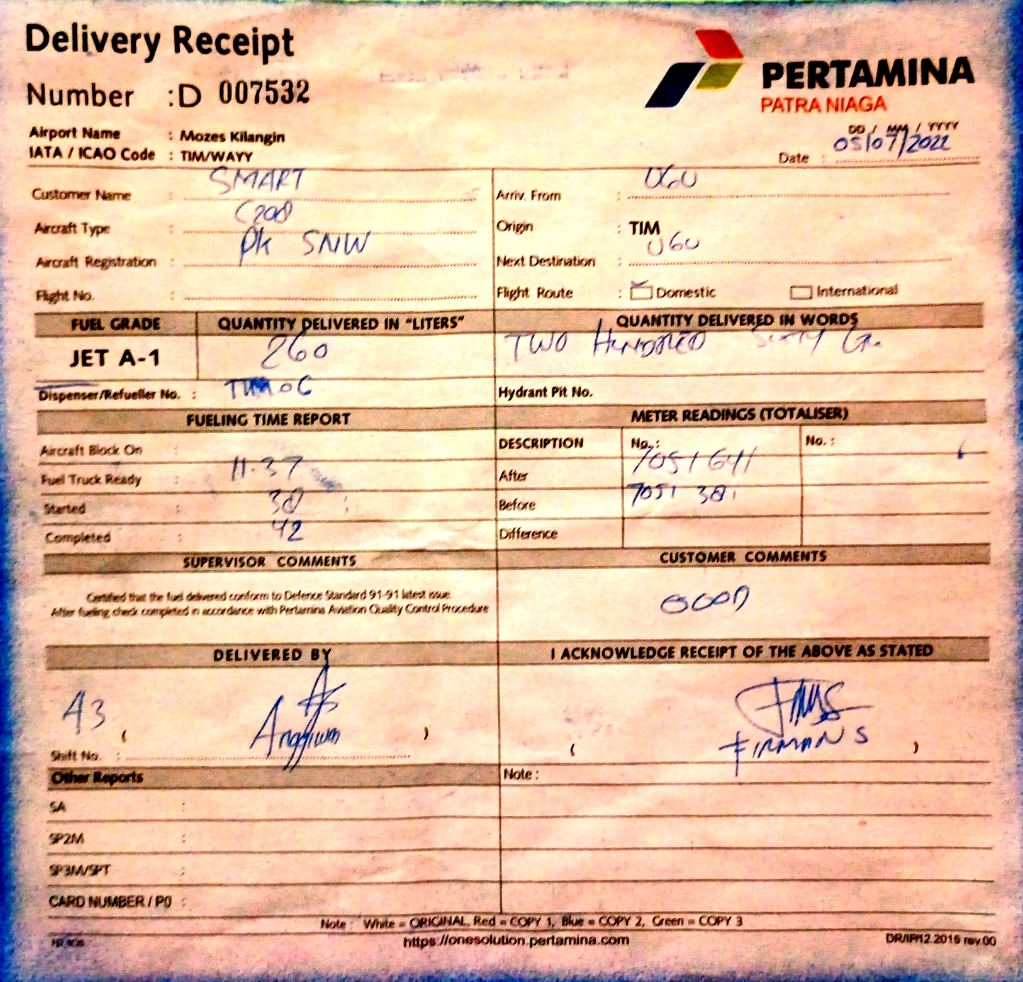 Delivery Receipt
PERTAMINA
PATRA NIAGA
Number : D 007532
Airport Name : Mozes Kilangin
IATA / ICAO Code : TIM/WAYY
DD / MM / YYYY
Date : 05/07/2022
Customer Name : SMART
Arriv. From : UGU
Aircraft Type : C208
Origin : TIM
Aircraft Registration : PK SNW
Next Destination : UGU
Flight No. :
Flight Route : Domestic International
FUEL GRADE QUANTITY DELIVERED IN "LITERS" QUANTITY DELIVERED IN WORDS
JET A-1 260 TWO HUNDRED SIXTY
Dispenser/Refueller No. :
Hydrant Pit No.
FUELING TIME REPORT METER READINGS (TOTALISER)
Aircraft Block On :
DESCRIPTION No. : No. :
Fuel Truck Ready : 11.37
After 7051641
Started : 38 :
Before 7051 381
Completed : 42
Difference
SUPERVISOR COMMENTS CUSTOMER COMMENTS
Certified that the fuel delivered conform to Defence Standard 91-91 latest issue.
After fueling check completed in accordance with Pertamina Aviation Quality Control Procedure
GOOD
DELIVERED BY I ACKNOWLEDGE RECEIPT OF THE ABOVE AS STATED
A3
( )
( FIRMAN S )
Shift No. :
Other Reports Note :
SA :
SP2M :
SP3M/SPT :
CARD NUMBER / PO :
Note : White = ORIGINAL, Red = COPY 1, Blue = COPY 2, Green = COPY 3
https://onesolution.pertamina.com
DR/IP/12.2015 rev.00